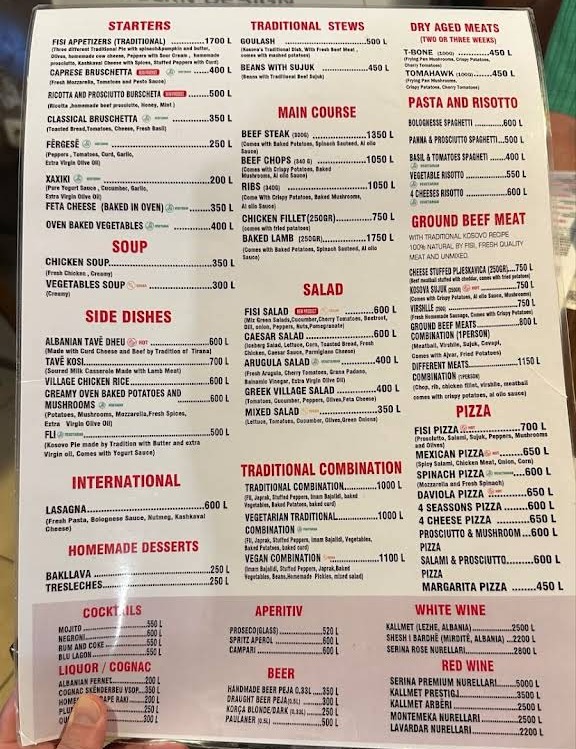 STARTERS
FISI APPETIZERS (TRADITIONAL) ...1700 L
(Three different Traditional Pie with spinesh&pumpkin and butter,
Olives, homemade cow cheese, Peppers with Sour Cream, homemade
prosciutto, Kashkaval Cheese with Spices, Stuffed Peppers with Curd)
CAPRESE BRUSCHETTA ...400 L
(Fresh Mozzarella, Tomatoes and Pesto Sauce)
RICOTTA AND PROSCIUTTO BURSCHETA ...500 L
(Ricotta ,homemade beef prosciutto, Honey, Mint )
CLASSICAL BRUSCHETTA ...350 L
(Toasted Bread,Tomatoes, Cheese, Fresh Basil)
FËRGESË ...250 L
(Peppers , Tomatoes, Curd, Garlic,
Extra Virgin Olive Oil)
XAXIKI ...200 L
(Pure Yogurt Sauce , Cucumber, Garlic,
Extra Virgin Olive Oil)
FETA CHEESE (BAKED IN OVEN) ...350 L
OVEN BAKED VEGETABLES ...400 L
SOUP
CHICKEN SOUP...350 L
(Fresh Chicken , Creamy)
VEGETABLES SOUP ...300 L
(Creamy)
SIDE DISHES
ALBANIAN TAVË DHEU HOT ...600 L
(Made with Curd Cheese and Beef by Tradition of Tirana)
TAVË KOSI...700 L
(Soured Milk Casserole Made with Lamb Meat)
VILLAGE CHICKEN RICE...600 L
CREAMY OVEN BAKED POTATOES AND
MUSHROOMS ...600 L
(Potatoes, Mushrooms, Mozzarella,Fresh Spices,
Extra Virgin Olive Oil)
FLI ...500 L
(Kosovo Pie made by Tradition with Butter and extra
Virgin oil, Comes with Yogurt Sauce)
INTERNATIONAL
LASAGNA...600 L
(Fresh Pasta, Bolognese Sauce, Nutmeg, Kashkaval
Cheese)
HOMEMADE DESSERTS
BAKLLAVA...250 L
TRESLECHES...250 L
TRADITIONAL STEWS
GOULASH ...500 L
(Kosova's Traditional Dish, With Fresh Beef Meat ,
comes with mashed potatoes)
BEANS WITH SUJUK ...450 L
(Beans with Traditional Beef Sujuk)
MAIN COURSE
BEEF STEAK (300G) ...1350 L
(Comes with Baked Potatoes, Spinach Sauteed, Al olio
Sauce)
BEEF CHOPS (340 G) ...1050 L
(Comes with Crispy Potatoes, Baked
Mushrooms, Al olio Sauce)
RIBS (340G) ...1050 L
(Come With Baked Potatoes, Baked Mushrooms,
Al olio Sauce)
CHICKEN FILLET(250GR)...750 L
(comes with fried potatoes)
BAKED LAMB (250GR)...1750 L
(Comes with Baked Potatoes, Spinach Sauteed, Al olio
Sauce)
SALAD
FISI SALAD ...600 L
(Mix Green Salads,Cucumber,Cherry Tomatoes, Beetroot,
Oil, onion, Peppers, Nuts,Pomegranate)
CAESAR SALAD...600 L
(Iceberg Salad, Lettuce, Corn, Toasted Bread, Fresh
Chicken, Caesar Sauce, Parmigiano Cheese)
ARUGULA SALAD ...400 L
(Fresh Arugula, Cherry Tomatoes, Grana Padano,
Balsamic Vinegar, Extra Virgin Olive Oil)
GREEK VILLAGE SALAD...400 L
(Tomatoes, Cucumber, Peppers, Olives,Feta Cheese)
MIXED SALAD ...350 L
(Lettuce, Tomatoes, Cucumber, Olives,Green Onions)
TRADITIONAL COMBINATION
TRADITIONAL COMBINATION...1000 L
(Fli, Japrak, Stuffed Peppers, Imam Bajalldi, baked
Vegetables, Baked Potatoes, baked curd)
VEGETARIAN TRADITIONAL...1000 L
COMBINATION
(Fli, Japrak, Stuffed Peppers, Imam Bajalldi, Vegetables,
Baked Potatoes, baked curd)
VEGAN COMBINATION ...1100 L
(Imam Bajalldi, Stuffed Peppers, Japrak,Baked
Vegetables, Beans,Homemade Pickles, mixed salad)
DRY AGED MEATS
(TWO OR THREE WEEKS)
T-BONE (100G) ...450 L
(Frying Pan Mushrooms, Crispy Potatoes,
Cherry Tomatoes)
TOMAHAWK (100G)...450 L
(Frying Pan Mushrooms, Crispy
Potatoes, Cherry Tomatoes)
PASTA AND RISOTTO
BOLOGNESSE SPAGHETTI ...600 L
PANNA & PROSCIUTTO SPAGHETTI...500 L
BASIL & TOMATOES SPAGHETI ...400 L
VEGETABLE RISOTTO ...550 L
4 CHEESES RISOTTO ...600 L
GROUND BEEF MEAT
WITH TRADITIONAL KOSOVO RECIPE
100% NATURAL BY FISI, FRESH QUALITY
MEAT AND UNMIXED.
CHEESE STUFFED PLJESKAVICA (250GR)...750 L
(Beef meatball stuffed with cheddar, comes with fried potatoes)
KOSOVA SUJUK (250GR) HOT ...750 L
(Comes with Crispy Potatoes, Al olio Sauce, Mushrooms)
VIRSHLLE (200G) ...750 L
(Fresh Homemade Sausage, Comes with Crispy Potatoes)
GROUND BEEF MEATS...800 L
COMBINATION (1PERSON)
(Meatball, Virshlle, Sujuk, Qevapi,
Comes with Ajvar, Fried Potatoes)
DIFFERENT MEATS...1150 L
COMBINATION (1PERSON)
(Chop, rib, chicken fillet, virshlle, meatball
comes with crispy potatoes, al olio sauce)
PIZZA
FISI PIZZA HOT ...700 L
(Prosciutto, Salami, Sujuk, Peppers, Mushrooms
and Olives)
MEXICAN PIZZA HOT ...650 L
(Spicy Salami, Chicken Meat, Onion, Corn)
SPINACH PIZZA ...600 L
(Mozzarella and Fresh Spinach)
DAVIOLA PIZZA HOT ...650 L
4 SEASSONS PIZZA ...600 L
4 CHEESE PIZZA ...650 L
PROSCIUTTO & MUSHROOM...600 L
PIZZA
SALAMI & PROSCIUTTO...600 L
PIZZA
MARGARITA PIZZA ...450 L
COCKTAILS
MOJITO...550 L
NEGRONI...600 L
RUM AND COKE...550 L
BLU LAGON...550 L
LIQUOR / COGNAC
ALBANIAN FERNET...200 L
COGNAC SKËNDERBEU VSOP...350 L
RAKI ...200 L
APERITIV
PROSECO(GLASS) ...520 L
SPRITZ APEROL ...600 L
CAMPARI ...600 L
BEER
HANDMADE BEER PEJA 0.33L...350 L
DRAUGHT BEER PEJA(0.5L)...300 L
KORÇA BLONDE/DARK (0.33L)...250 L
PAULANER (0.5L) ...500 L
WHITE WINE
KALLMET (LEZHE, ALBANIA) ...2500 L
SHESH I BARDHË (MIRDITË, ALBANIA) ...2200 L
SERINA ROSE NURELLARI...2800 L
RED WINE
SERINA PREMIUM NURELLARI...5000 L
KALLMET PRESTIGJ...3500 L
KALLMET ARBËRI ...2500 L
MONTEMEKA NURELLARI...2500 L
LAVARDAR NURELLARI...2200 L